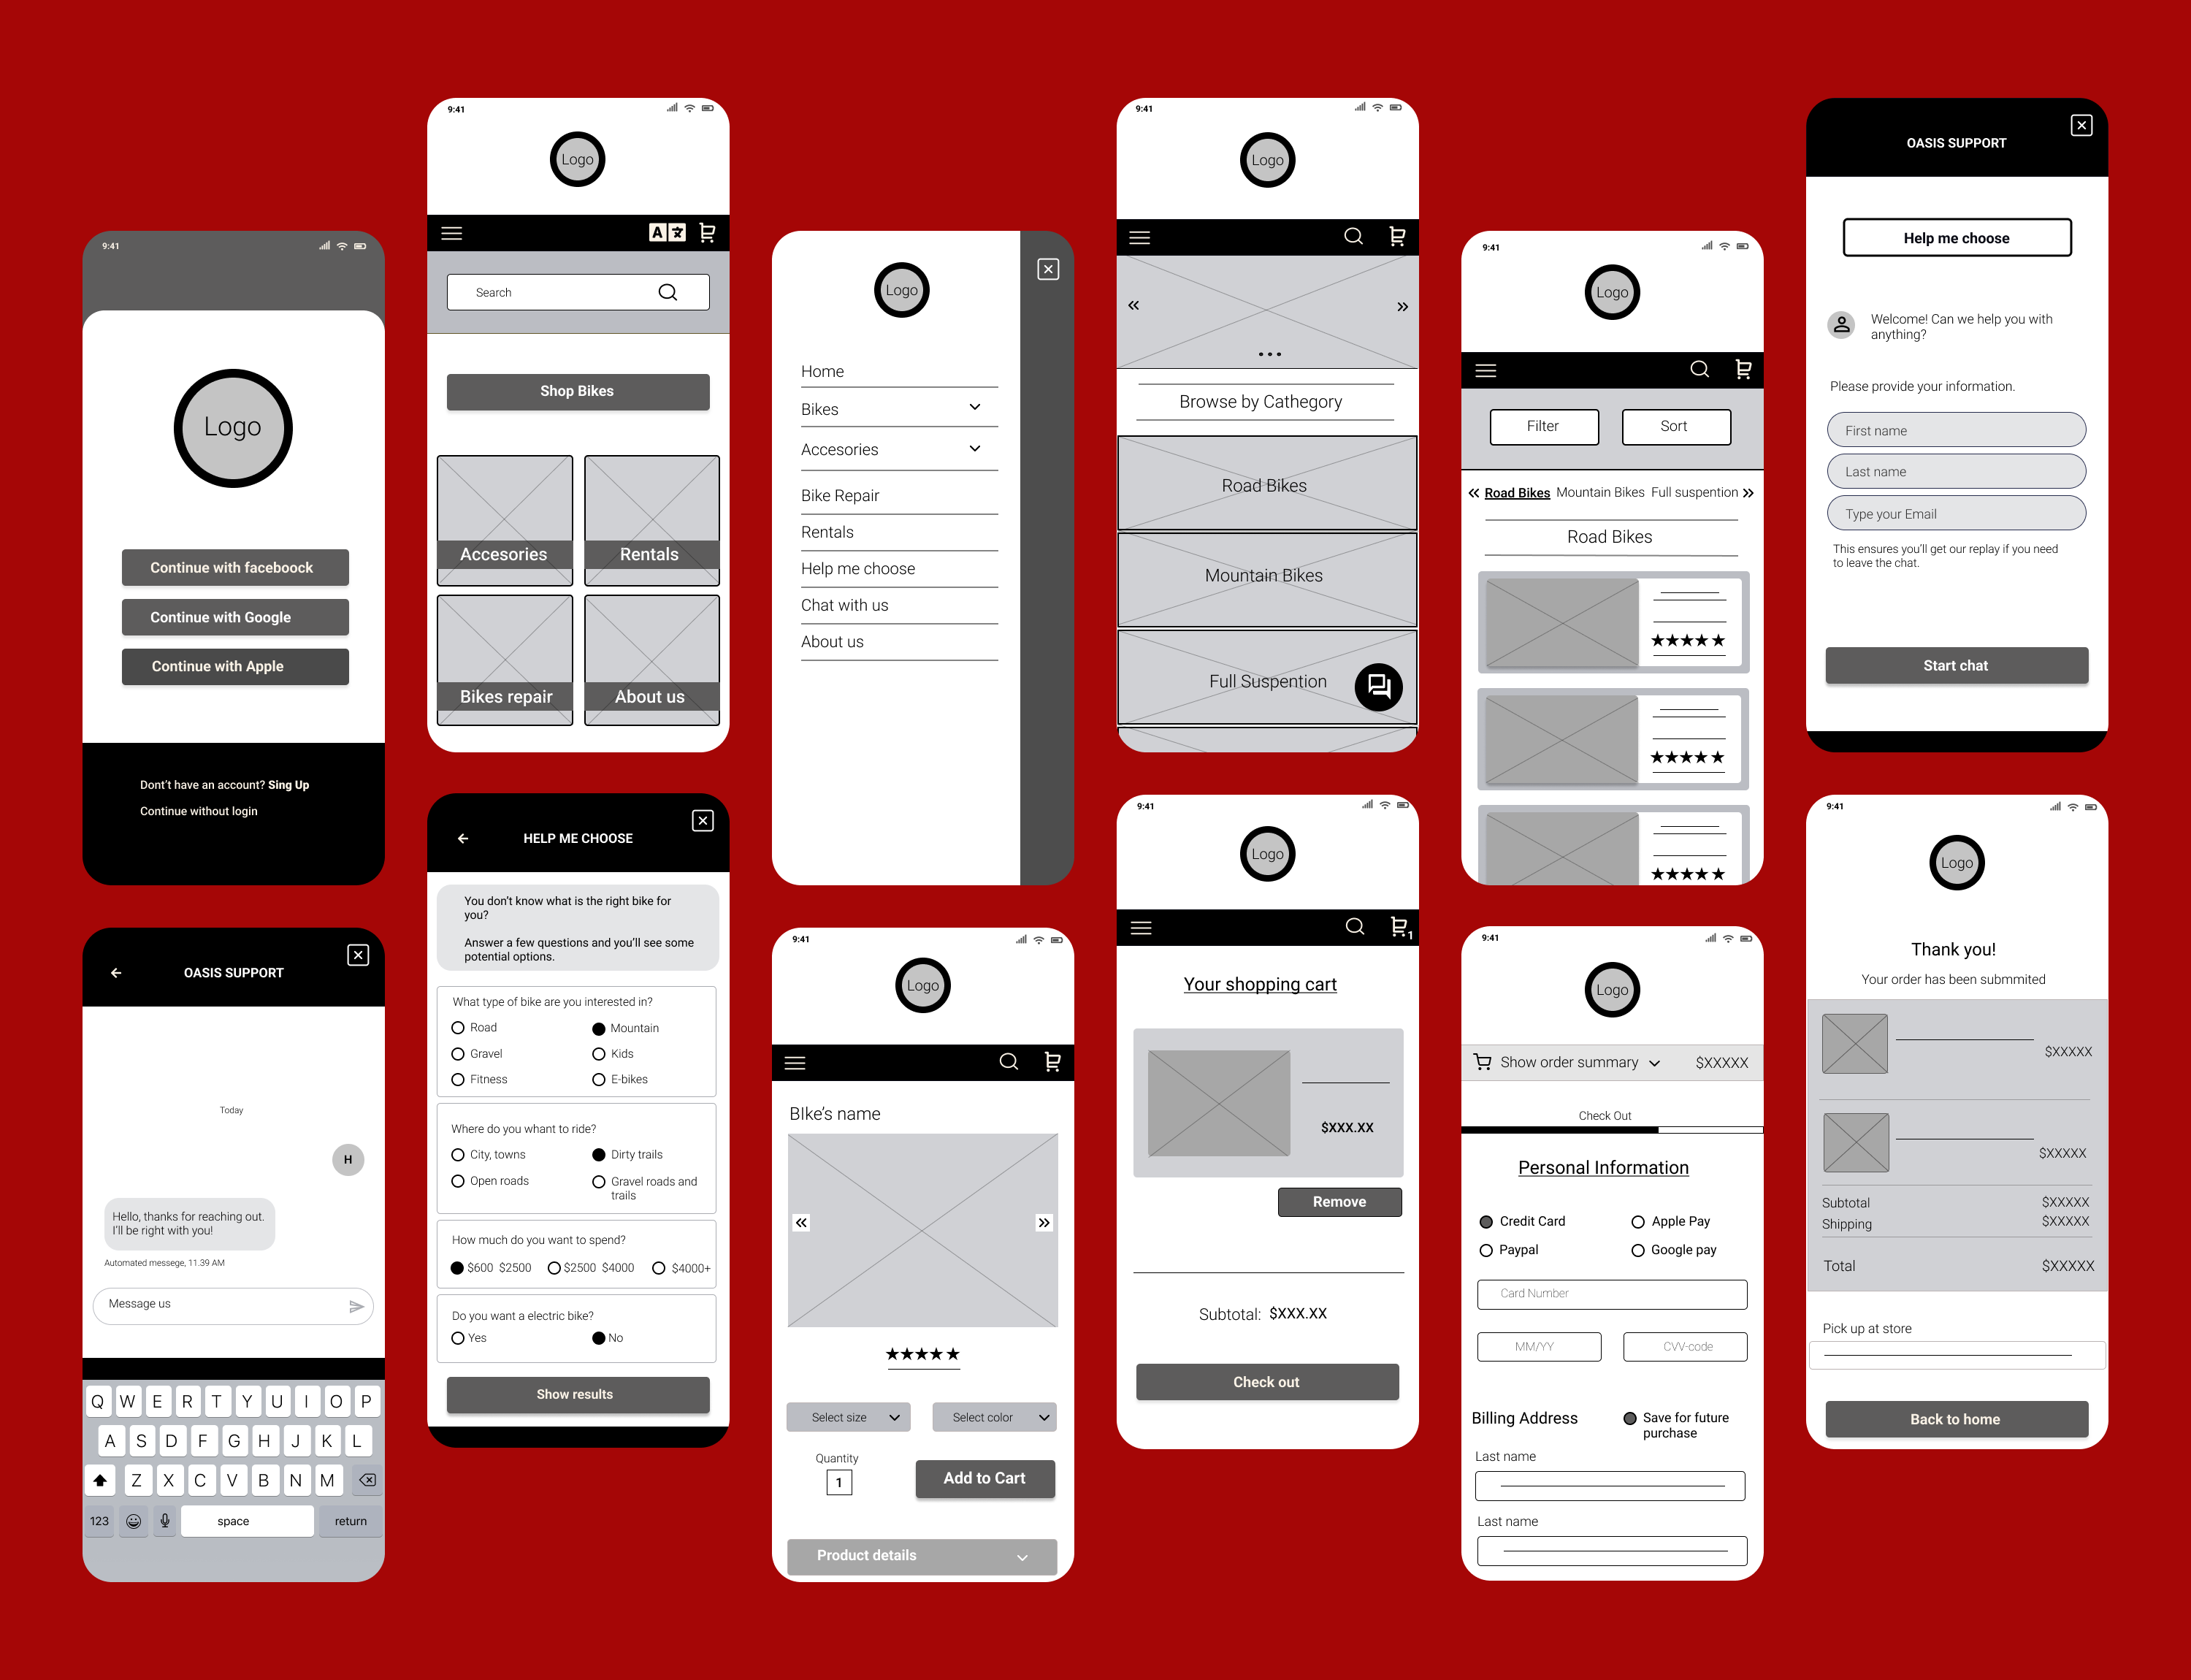 9:41
Logo
Continue with faceboock
Continue with Google
Continue with Apple
Dont't have an account? Sing Up
Continue without login
OASIS SUPPORT
Today
H
Hello, thanks for reaching out.
I'll be right with you!
Automated messege, 11.39 AM
Message us
Q W E R T Y U I O P
A S D F G H J K L
Z X C V B N M
123 space return
9:41
Logo
A
Search
Shop Bikes
Accesories Rentals
Bikes repair About us
HELP ME CHOOSE
You don't know what is the right bike for
you?
Answer a few questions and you'll see some
potential options.
What type of bike are you interested in?
Road Mountain
Gravel Kids
Fitness E-bikes
Where do you whant to ride?
City, towns Dirty trails
Open roads Gravel roads and
trails
How much do you want to spend?
$600 $2500 $2500 $4000 $4000+
Do you want a electric bike?
Yes No
Show results
Logo
Home
Bikes
Accesories
Bike Repair
Rentals
Help me choose
Chat with us
About us
9:41
Logo
BIke's name
Select size Select color
Quantity
1
Add to Cart
Product details
9:41
Logo
Browse by Cathegory
Road Bikes
Mountain Bikes
Full Suspention
9:41
Logo
1
Your shopping cart
$XXX.XX
Remove
Subtotal: $XXX.XX
Check out
9:41
Logo
Filter Sort
Road Bikes Mountain Bikes Full suspention
Road Bikes
9:41
Logo
Show order summary $XXXXX
Check Out
Personal Information
Credit Card Apple Pay
Paypal Google pay
Card Number
MM/YY CVV-code
Billing Address Save for future
purchase
Last name
Last name
OASIS SUPPORT
Help me choose
Welcome! Can we help you with
anything?
Please provide your information.
First name
Last name
Type your Email
This ensures you'll get our replay if you need
to leave the chat.
Start chat
9:41
Logo
Thank you!
Your order has been submmited
$XXXXX
$XXXXX
Subtotal $XXXXX
Shipping $XXXXX
Total $XXXXX
Pick up at store
Back to home